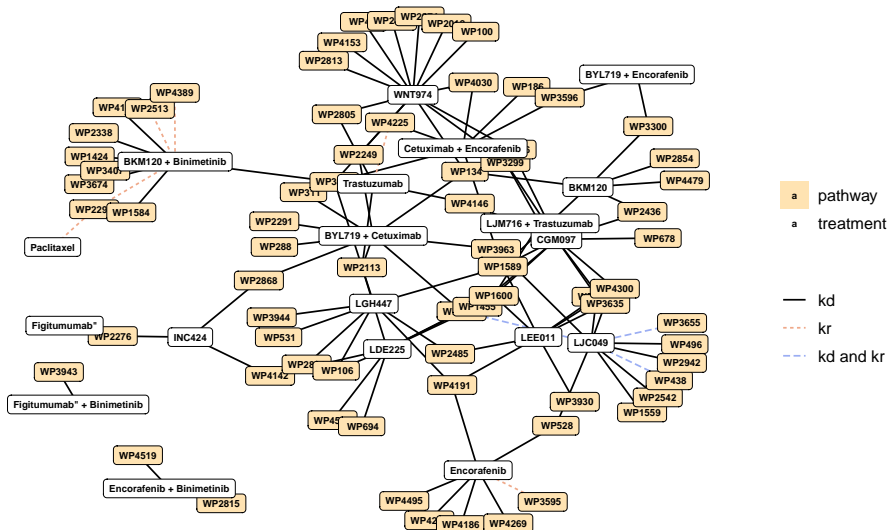 WP100
WP4153
WP2813
WNT974
WP4030
WP186
WP3596
BYL719 + Encorafenib
WP4389
WP2513
WP2338
WP1424
WP3674
BKM120 + Binimetinib
WP1584
Paclitaxel
WP2805
WP4225
WP2249
Cetuximab + Encorafenib
WP3299
WP134
WP3300
WP2854
WP4479
BKM120
WP2436
Trastuzumab
WP4146
WP2291
WP288
BYL719 + Cetuximab
LJM716 + Trastuzumab
CGM097
WP678
WP3963
WP1589
WP2113
WP2868
WP1600
WP4300
WP3635
Figitumumab"
WP2276
INC424
WP3944
WP531
LGH447
LDE225
LEE011
LJC049
WP3655
WP496
WP2942
WP438
WP2542
WP1559
WP4142
WP106
WP2485
WP4191
WP3930
WP528
WP694
WP3943
Figitumumab" + Binimetinib
WP4519
Encorafenib + Binimetinib
WP2815
Encorafenib
WP4495
WP4186
WP4269
WP3595
a pathway
a treatment
kd
kr
kd and kr